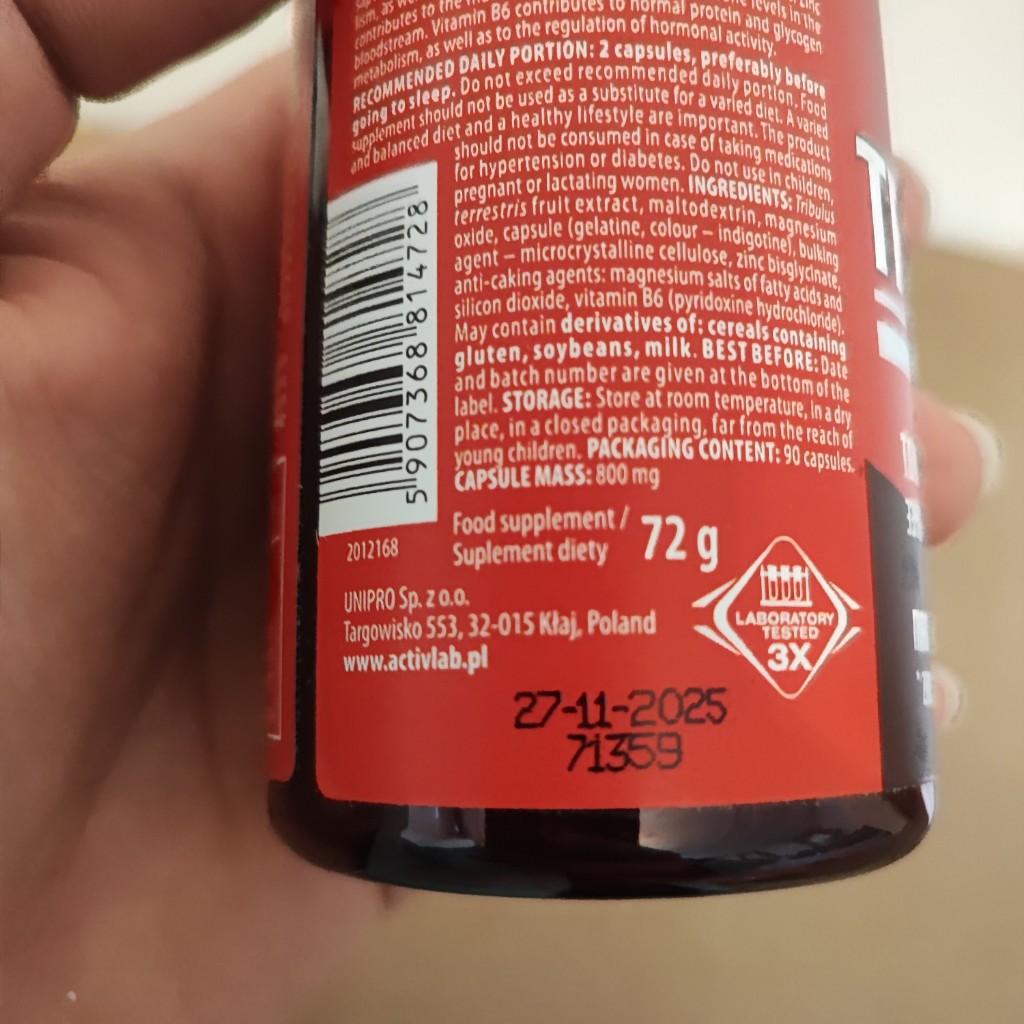 levels in the
contributes to the
bloodstream. Vitamin B6 contributes to normal protein and glycogen
metabolism, as well as to the regulation of hormonal activity.
RECOMMENDED DAILY PORTION: 2 capsules, preferably before
going to sleep. Do not exceed recommended daily portion. Food
supplement should not be used as a substitute for a varied diet. A varied
and balanced diet and a healthy lifestyle are important. The product
should not be consumed in case of taking medications
for hypertension or diabetes. Do not use in children,
pregnant or lactating women. INGREDIENTS: Tribulus
terrestris fruit extract, maltodextrin, magnesium
oxide, capsule (gelatine, colour – indigotine), bulking
agent – microcrystalline cellulose, zinc bisglycinate,
anti-caking agents: magnesium salts of fatty acids and
silicon dioxide, vitamin B6 (pyridoxine hydrochloride).
May contain derivatives of: cereals containing
gluten, soybeans, milk. BEST BEFORE: Date
and batch number are given at the bottom of the
label. STORAGE: Store at room temperature, in a dry
place, in a closed packaging, far from the reach of
young children. PACKAGING CONTENT: 90 capsules.
CAPSULE MASS: 800 mg
5 907368 814728
2012168
Food supplement /
Suplement diety
72 g
UNIPRO Sp. z o.o.
Targowisko 553, 32-015 Kłaj, Poland
www.activlab.pl
LABORATORY
TESTED
3X
27-11-2025
71359